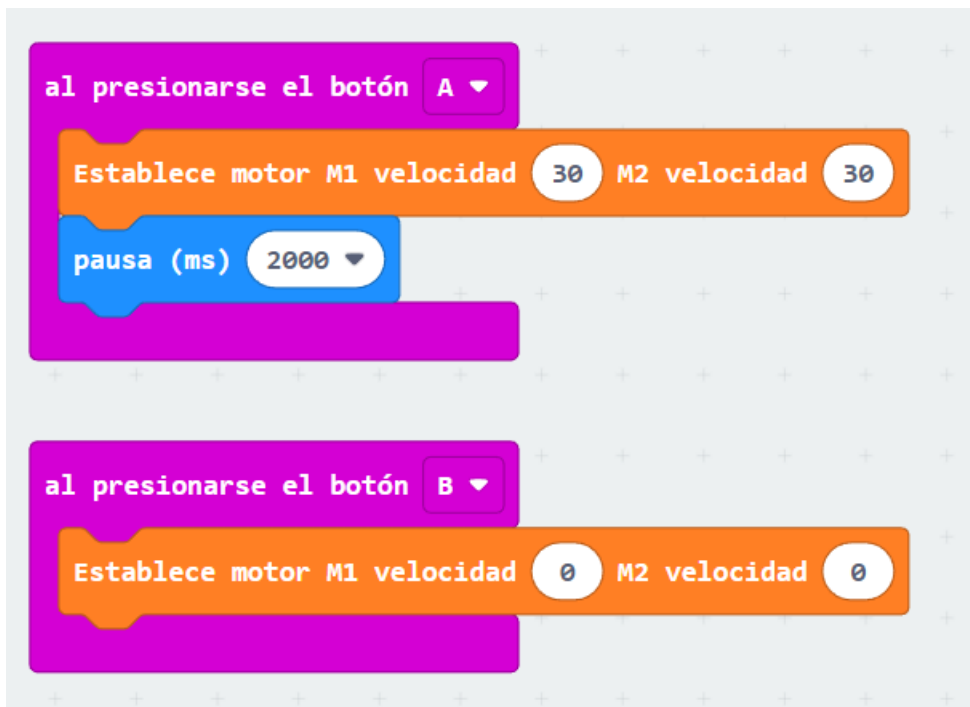 al presionarse el botón A
Establece motor M1 velocidad 30 M2 velocidad 30
pausa (ms) 2000
al presionarse el botón B
Establece motor M1 velocidad 0 M2 velocidad 0